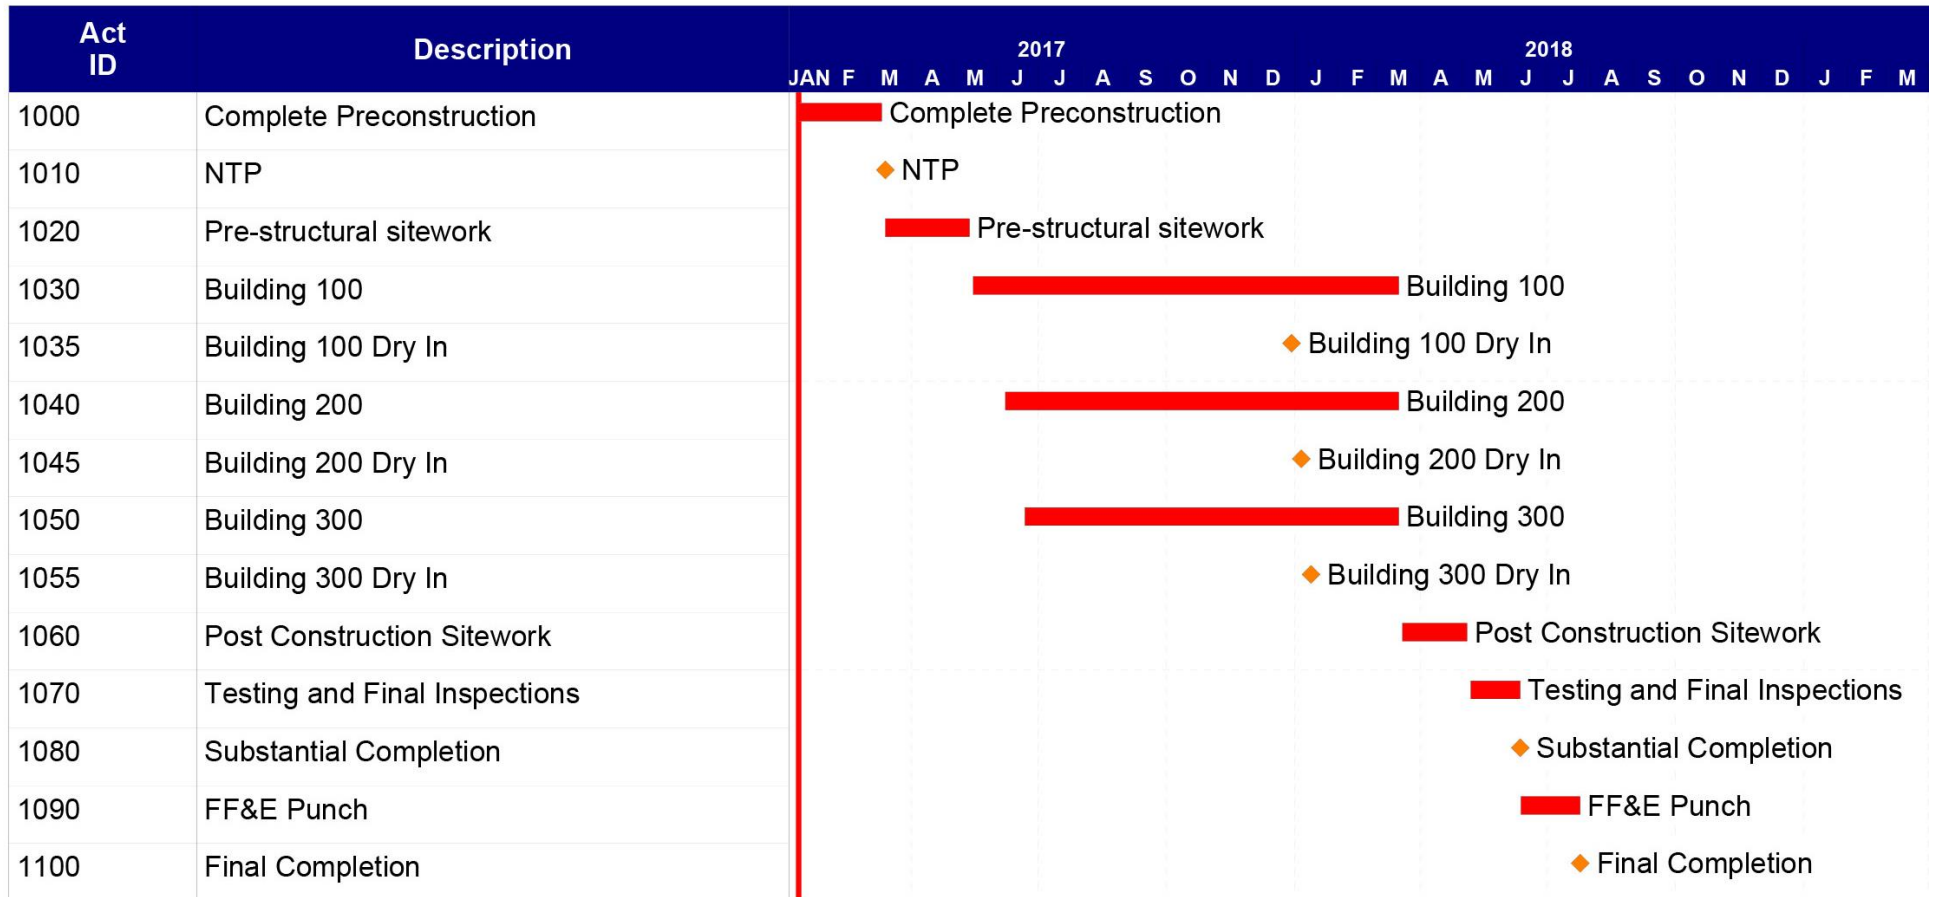 Act
ID
Description
2017
2018
JAN F M A M J J A S O N D J F M A M J J A S O N D J F M
1000 Complete Preconstruction Complete Preconstruction
1010 NTP NTP
1020 Pre-structural sitework Pre-structural sitework
1030 Building 100 Building 100
1035 Building 100 Dry In Building 100 Dry In
1040 Building 200 Building 200
1045 Building 200 Dry In Building 200 Dry In
1050 Building 300 Building 300
1055 Building 300 Dry In Building 300 Dry In
1060 Post Construction Sitework Post Construction Sitework
1070 Testing and Final Inspections Testing and Final Inspections
1080 Substantial Completion Substantial Completion
1090 FF&E Punch FF&E Punch
1100 Final Completion Final Completion